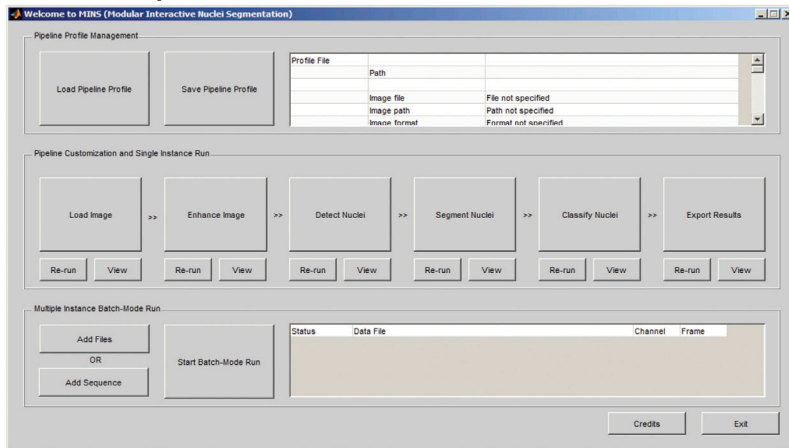 Welcome to MINS (Modular Interactive Nuclei Segmentation)
Pipeline Profile Management
Load Pipeline Profile
Save Pipeline Profile
Profile File
Path
Image file File not specified
Image path Path not specified
Image format Format not specified
Pipeline Customization and Single Instance Run
Load Image >> Enhance Image >> Detect Nuclei >> Segment Nuclei >> Classify Nuclei >> Export Results
Re-run View Re-run View Re-run View Re-run View Re-run View Re-run View
Multiple Instance Batch-Mode Run
Add Files
OR
Add Sequence
Start Batch-Mode Run
Status Data File Channel Frame
Credits Exit